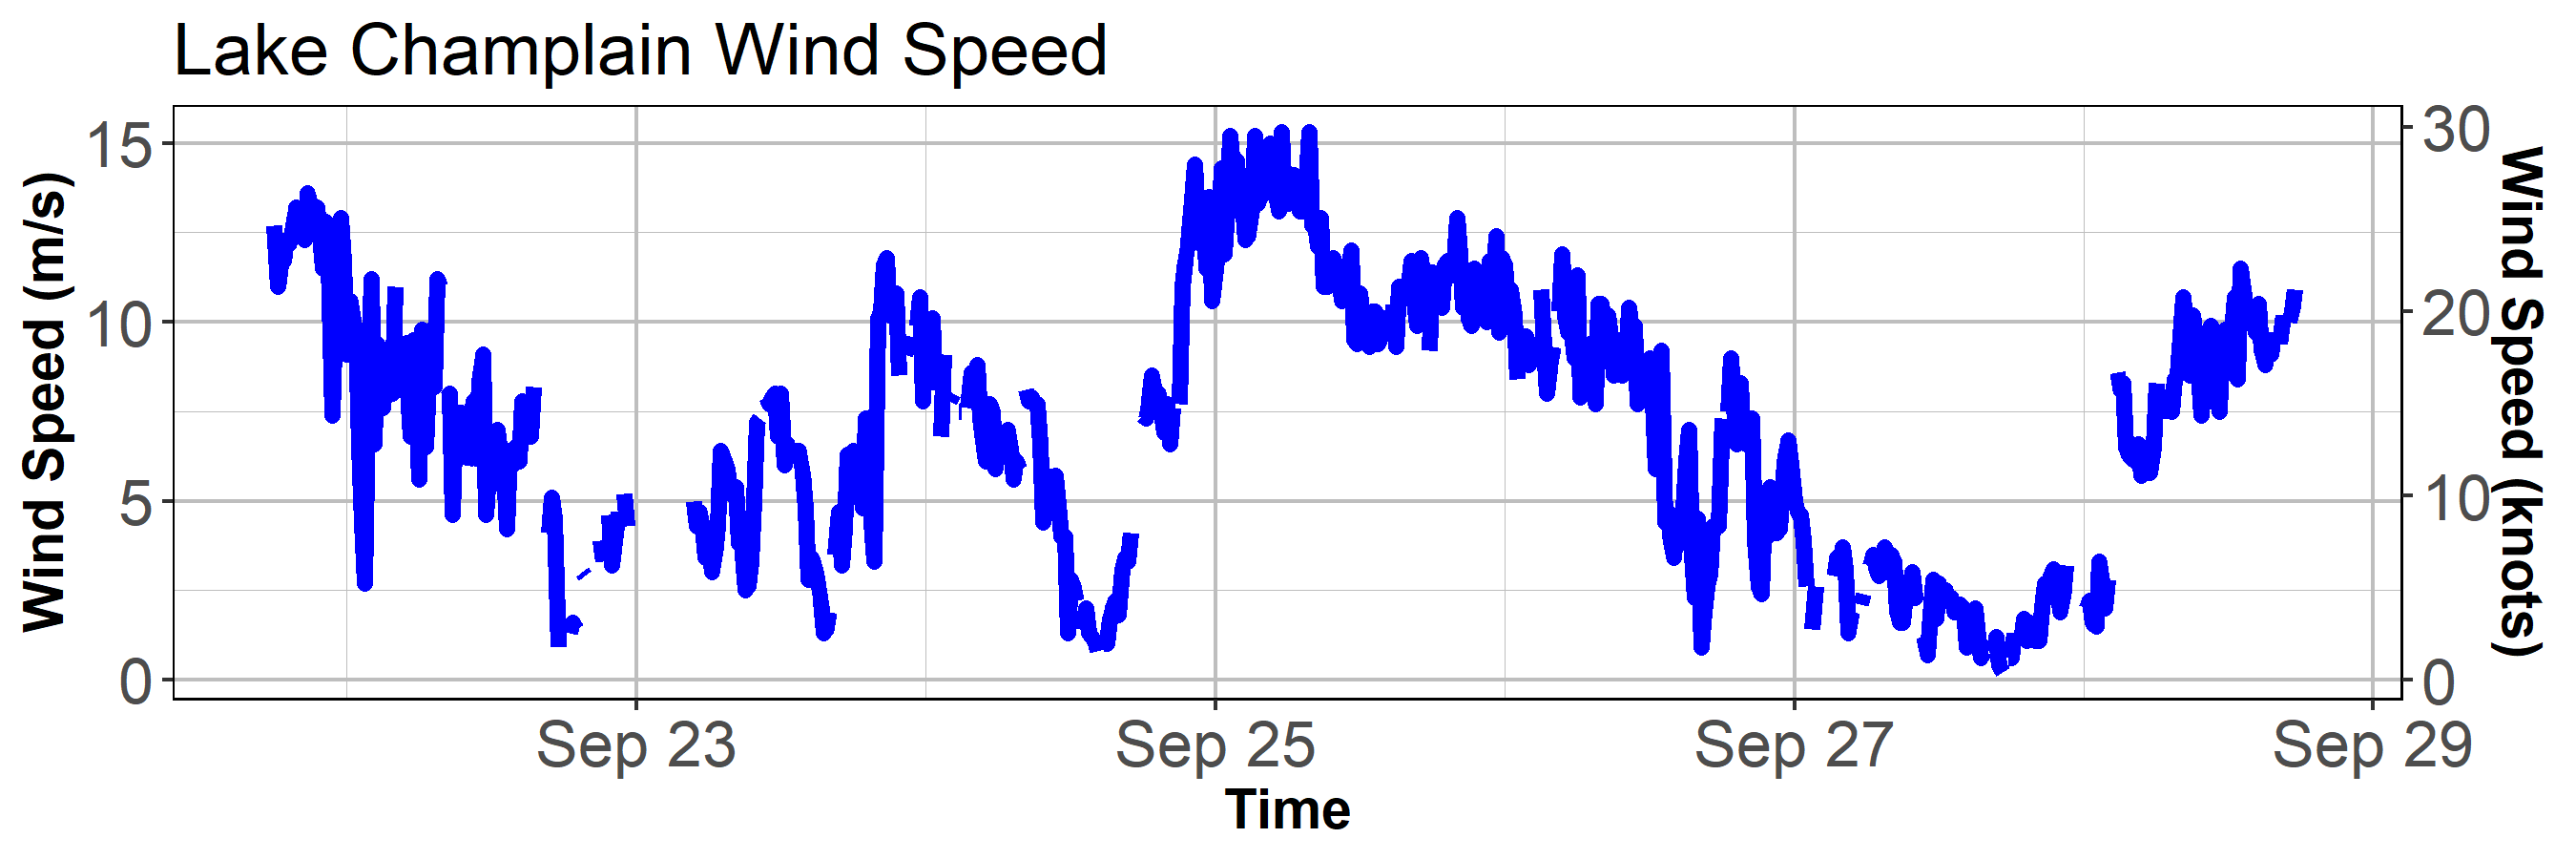 Lake Champlain Wind Speed
Wind Speed (m/s)
15
10
5
0
30
20
10
0
Wind Speed (knots)
Sep 23
Sep 25
Sep 27
Sep 29
Time